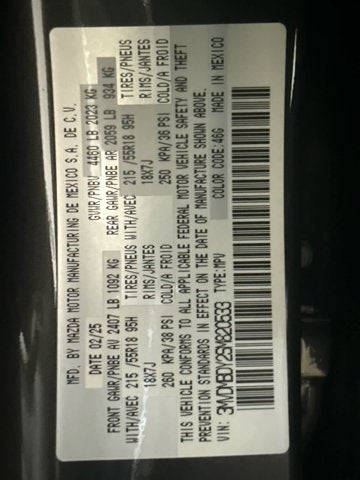 MFD. BY MAZDA MOTOR MANUFACTURING DE MEXICO S.A. DE C.V.
DATE 02/25 GVWR/PNBV 4460 LB 2023 KG
FRONT GAWR/PNBE AV 2407 LB 1092 KG REAR GAWR/PNBE AR 2059 LB 934 KG
WITH/AVEC 215 /55R18 95H TIRES/PNEUS WITH/AVEC 215 /55R18 95H TIRES/PNEUS
18X7J RIMS/JANTES 18X7J RIMS/JANTES
260 KPA/38 PSI COLD/A FROID 250 KPA/36 PSI COLD/A FROID
THIS VEHICLE CONFORMS TO ALL APPLICABLE FEDERAL MOTOR VEHICLE SAFETY AND THEFT
PREVENTION STANDARDS IN EFFECT ON THE DATE OF MANUFACTURE SHOWN ABOVE.
VIN: TYPE:MPV COLOR CODE:46G MADE IN MEXICO